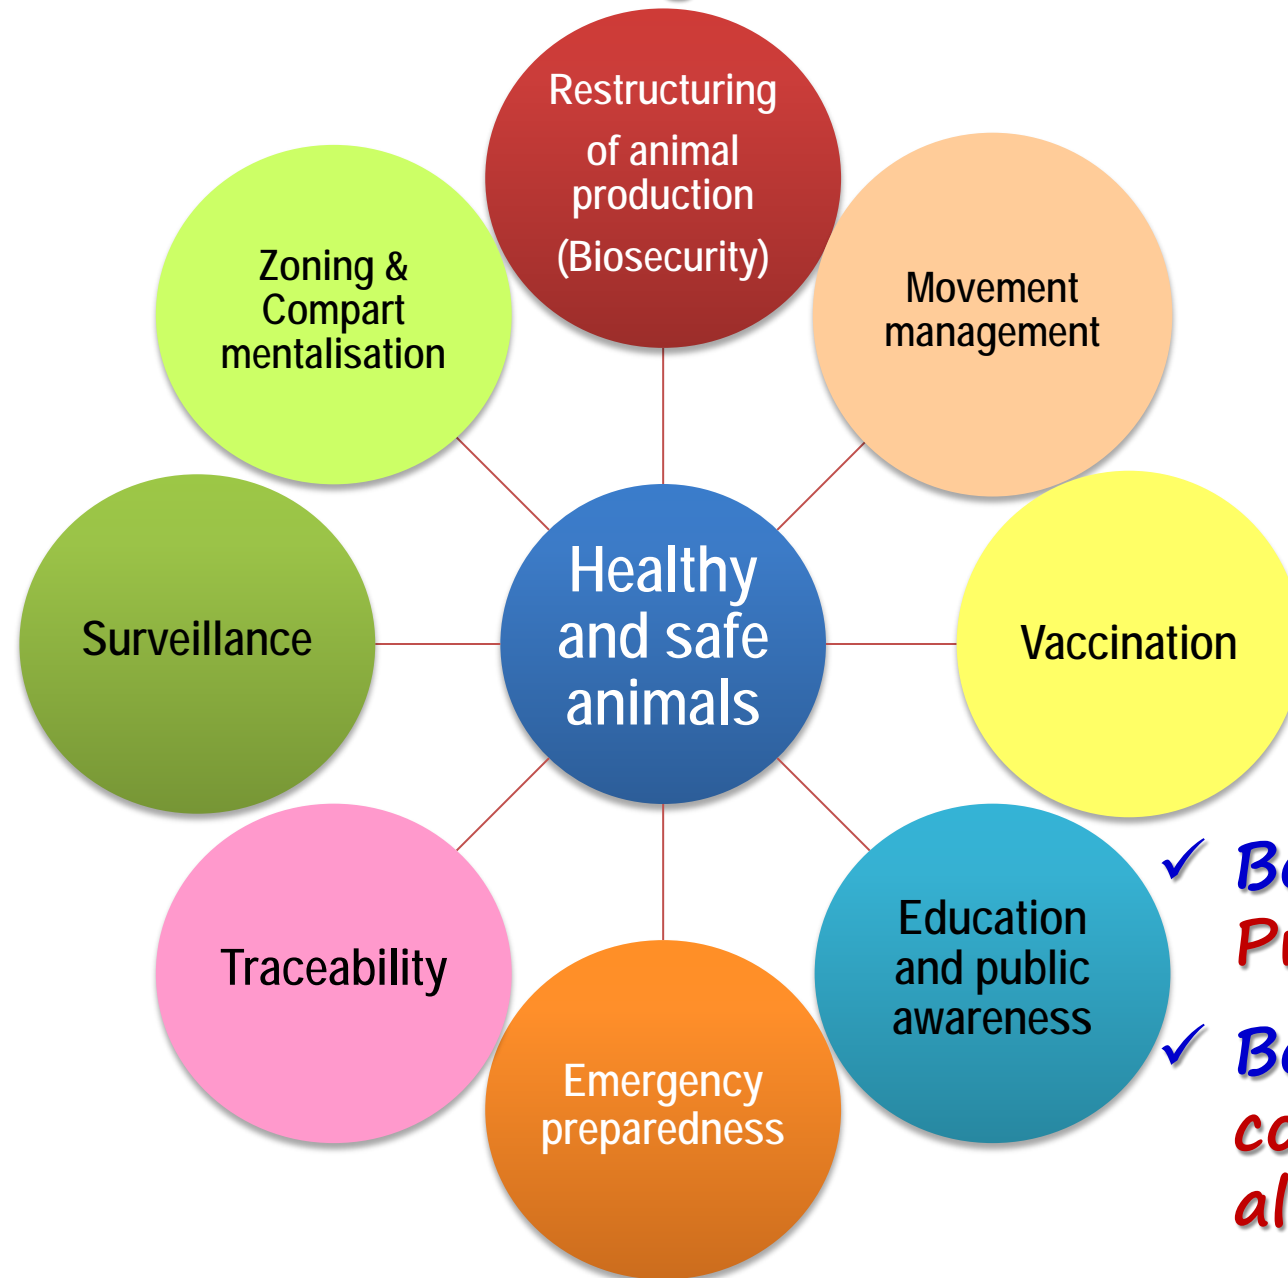 Restructuring
of animal
production
(Biosecurity)
Movement
management
Vaccination
Education
and public
awareness
Emergency
preparedness
Traceability
Surveillance
Zoning &
Compart
mentalisation
Healthy
and safe
animals